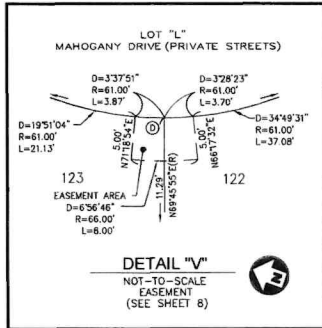 LOT "L"
MAHOGANY DRIVE (PRIVATE STREETS)
D=3°37'51"
R=61.00'
L=3.87'
D=3°28'23"
R=61.00'
L=3.70'
D=19°51'04"
R=61.00'
L=21.13'
D=34°49'31"
R=61.00'
L=37.08'
D
5.00'
N71°18'54"E
5.00'
N66°17'32"E
123
122
EASEMENT AREA
D=6°56'46"
R=66.00'
L=8.00'
11.29'
N69°45'55"E(R)
DETAIL "V"
NOT-TO-SCALE
EASEMENT
(SEE SHEET 8)
N